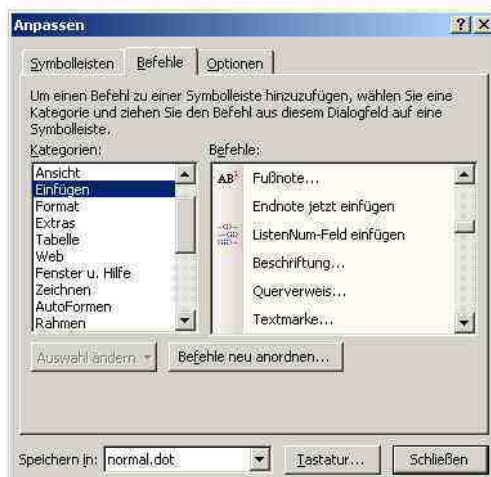 Anpassen
Symbolleisten Befehle Optionen
Um einen Befehl zu einer Symbolleiste hinzuzufügen, wählen Sie eine
Kategorie und ziehen Sie den Befehl aus diesem Dialogfeld auf eine
Symbolleiste.
Kategorien:
Ansicht
Einfügen
Format
Extras
Tabelle
Web
Fenster u. Hilfe
Zeichnen
AutoFormen
Rahmen
Befehle:
AB¹ Fußnote...
Endnote jetzt einfügen
ListenNum-Feld einfügen
Beschriftung...
Querverweis...
Textmarke...
Auswahl ändern Befehle neu anordnen...
Speichern in: normal.dot Tastatur... Schließen